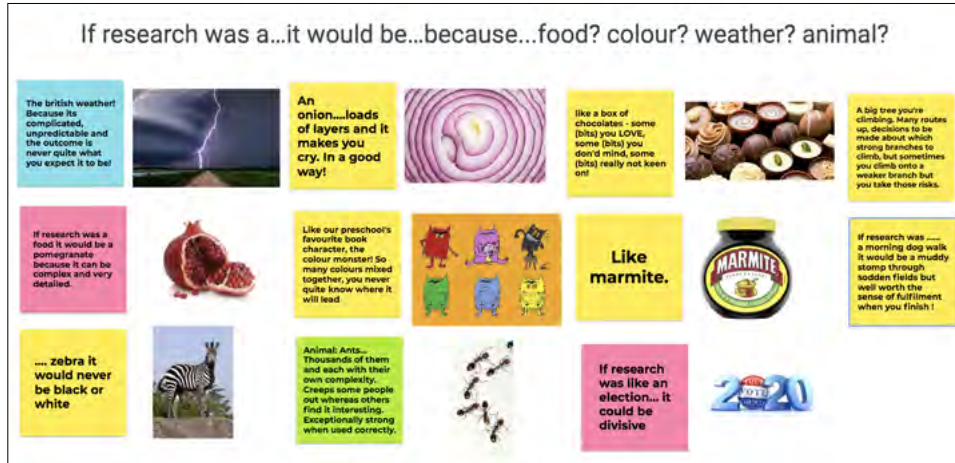 If research was a...it would be...because...food? colour? weather? animal?
The british weather!
Because its
complicated,
unpredictable and
the outcome is
never quite what
you expect it to be!
An
onion....loads
of layers and it
makes you
cry. In a good
way!
like a box of
chocolates - some
(bits) you LOVE,
some (bits) you
don'd mind, some
(bits) really not keen
on!
A big tree you're
climbing. Many routes
up, decisions to be
made about which
strong branches to
climb, but sometimes
you climb onto a
weaker branch but
you take those risks.
If research was a
food it would be a
pomegranate
because it can be
complex and very
detailed.
Like our preschool's
favourite book
character, the
colour monster! So
many colours mixed
together, you never
quite know where it
will lead
Like
marmite.
MARMITE
If research was ......
a morning dog walk
it would be a muddy
stomp through
sodden fields but
well worth the
sense of fulfilment
when you finish !
.... zebra it
would never
be black or
white
Animal: Ants...
Thousands of them
and each with their
own complexity.
Creeps some people
out whereas others
find it interesting.
Exceptionally strong
when used correctly.
If research
was like an
election... it
could be
divisive
2020
VOTE